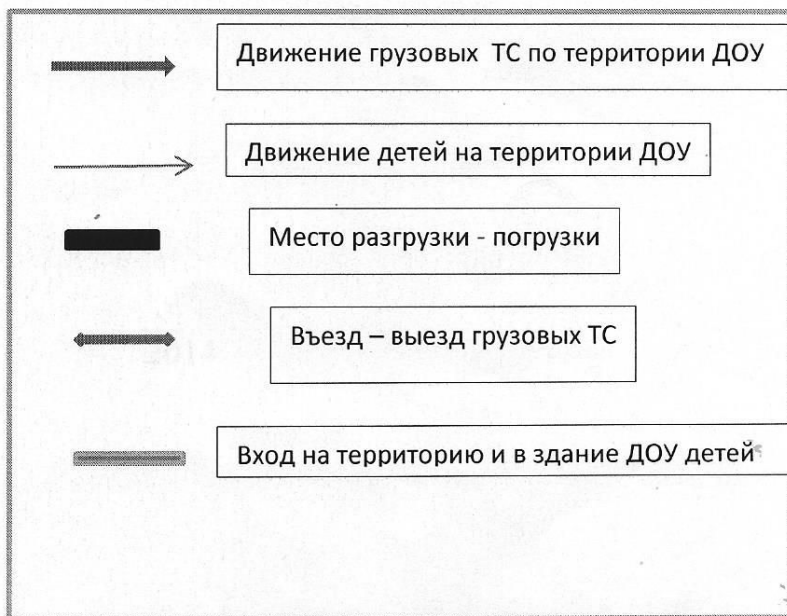 Движение грузовых ТС по территории ДОУ
Движение детей на территории ДОУ
Место разгрузки - погрузки
Въезд – выезд грузовых ТС
Вход на территорию и в здание ДОУ детей